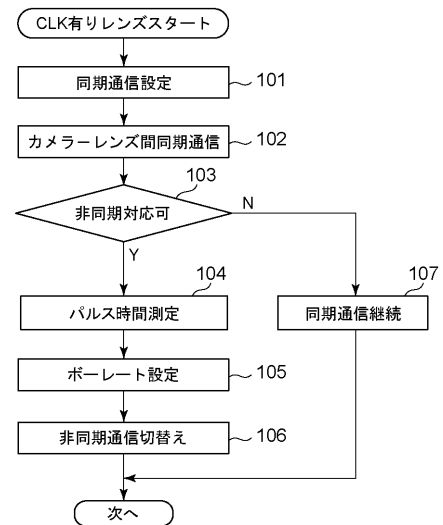 CLK有りレンズスタート
同期通信設定
101
カメラーレンズ間同期通信
102
103
非同期対応可
N
Y
104
パルス時間測定
107
同期通信継続
ボーレート設定
105
非同期通信切替え
106
次へ